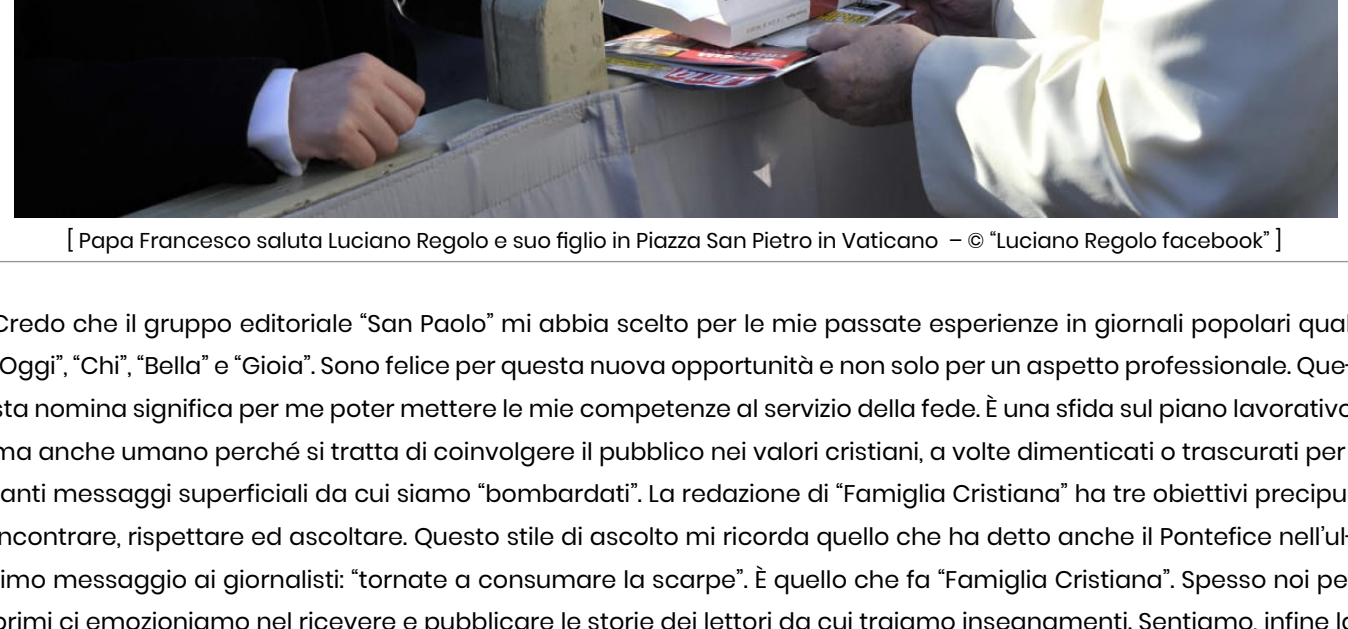 [ Papa Francesco saluta Luciano Regolo e suo figlio in Piazza San Pietro in Vaticano – © “Luciano Regolo facebook” ]
Credo che il gruppo editoriale “San Paolo” mi abbia scelto per le mie passate esperienze in giornali popolari qual
Oggi”, “Chi”, “Bella” e “Gioia”. Sono felice per questa nuova opportunità e non solo per un aspetto professionale. Que-
sta nomina significa per me poter mettere le mie competenze al servizio della fede. È una sfida sul piano lavorativo
ma anche umano perché si tratta di coinvolgere il pubblico nei valori cristiani, a volte dimenticati o trascurati per
anti messaggi superficiali da cui siamo “bombardati”. La redazione di “Famiglia Cristiana” ha tre obiettivi precipu
ncontrare, rispettare ed ascoltare. Questo stile di ascolto mi ricorda quello che ha detto anche il Pontefice nell’ul-
imo messaggio ai giornalisti: “tornate a consumare la scarpe”. È quello che fa “Famiglia Cristiana”. Spesso noi pe
primi ci emozioniamo nel ricevere e pubblicare le storie dei lettori da cui traiamo insegnamenti. Sentiamo, infine la